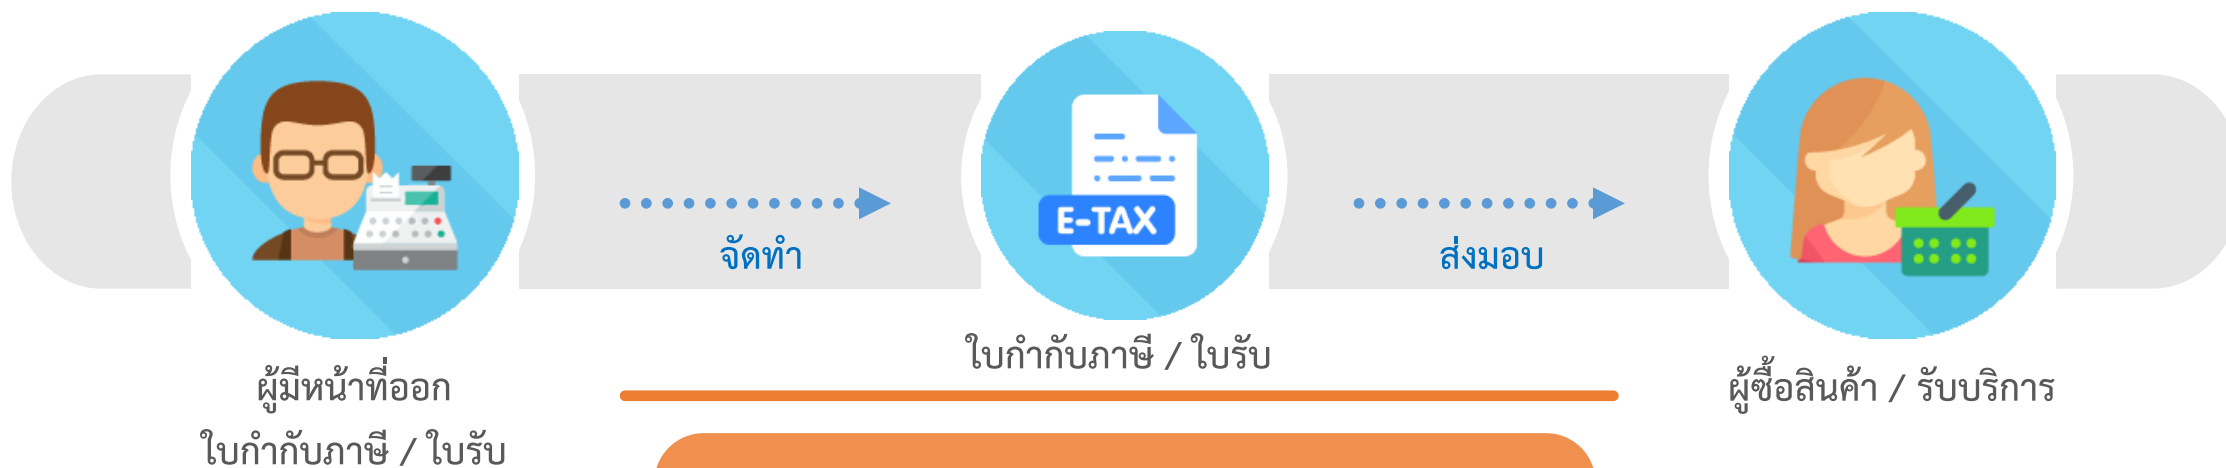 E-TAX
จัดทำ
ส่งมอบ
ใบกำกับภาษี / ใบรับ
ผู้มีหน้าที่ออก
ใบกำกับภาษี / ใบรับ
ผู้ซื้อสินค้า / รับบริการ